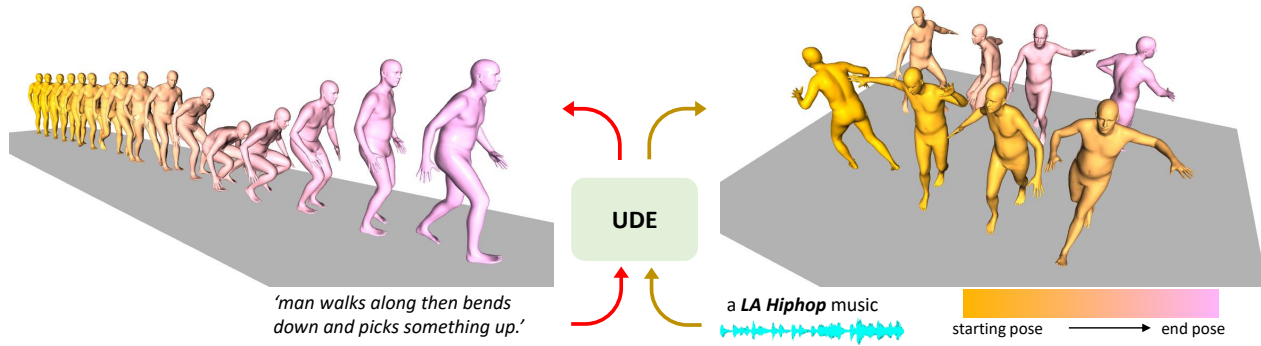 UDE
‘man walks along then bends
down and picks something up.’
a LA Hiphop music
starting pose
end pose